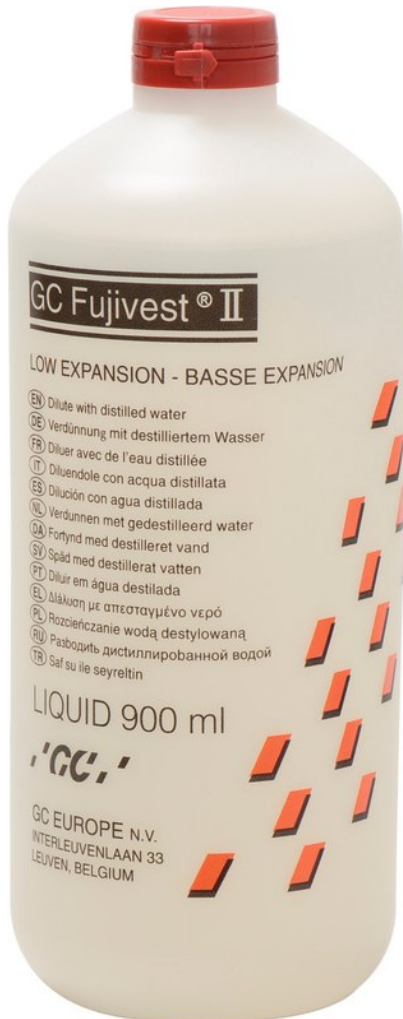 GC Fujivest® II
LOW EXPANSION - BASSE EXPANSION
EN Dilute with distilled water
DE Verdünnung mit destilliertem Wasser
FR Diluer avec de l'eau distillée
IT Diluendole con acqua distillata
ES Dilución con agua distillada
NL Verdunnen met gedestilleerd water
DA Fortynd med destilleret vand
SV Späd med destillerat vatten
PT Diluir em água destilada
EL Διάλυση με απεσταγμένο νερό
PL Rozcieńczanie wodą destylowaną
RU Разводить дистиллированной водой
TR Saf su ile seyreltin
LIQUID 900 ml
GC
GC EUROPE N.V.
INTERLEUVENLAAN 33
LEUVEN, BELGIUM